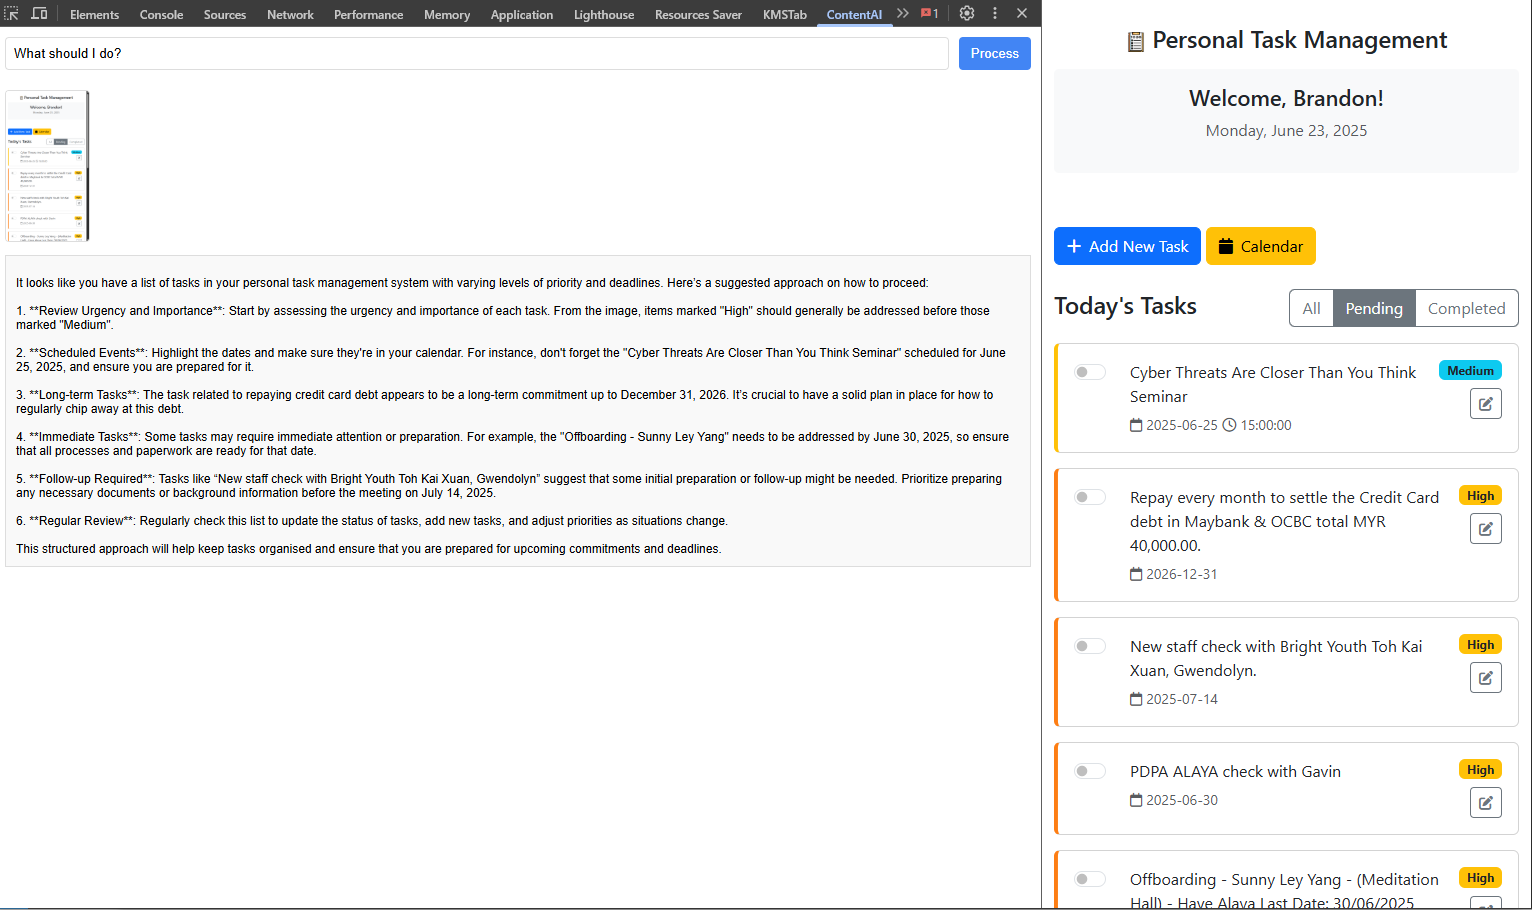 Elements Console Sources Network Performance Memory Application Lighthouse Resources Saver KMSTab ContentAI 1
What should I do?
Process
It looks like you have a list of tasks in your personal task management system with varying levels of priority and deadlines. Here's a suggested approach on how to proceed:
1. **Review Urgency and Importance**: Start by assessing the urgency and importance of each task. From the image, items marked "High" should generally be addressed before those
marked "Medium".
2. **Scheduled Events**: Highlight the dates and make sure they're in your calendar. For instance, don't forget the "Cyber Threats Are Closer Than You Think Seminar" scheduled for June
25, 2025, and ensure you are prepared for it.
3. **Long-term Tasks**: The task related to repaying credit card debt appears to be a long-term commitment up to December 31, 2026. It's crucial to have a solid plan in place for how to
regularly chip away at this debt.
4. **Immediate Tasks**: Some tasks may require immediate attention or preparation. For example, the "Offboarding - Sunny Ley Yang" needs to be addressed by June 30, 2025, so ensure
that all processes and paperwork are ready for that date.
5. **Follow-up Required**: Tasks like “New staff check with Bright Youth Toh Kai Xuan, Gwendolyn” suggest that some initial preparation or follow-up might be needed. Prioritize preparing
any necessary documents or background information before the meeting on July 14, 2025.
6. **Regular Review**: Regularly check this list to update the status of tasks, add new tasks, and adjust priorities as situations change.
This structured approach will help keep tasks organised and ensure that you are prepared for upcoming commitments and deadlines.
Personal Task Management
Welcome, Brandon!
Monday, June 23, 2025
Add New Task
Calendar
Today's Tasks
All Pending Completed
Cyber Threats Are Closer Than You Think
Seminar
Medium
2025-06-25 15:00:00
Repay every month to settle the Credit Card
debt in Maybank & OCBC total MYR
40,000.00.
High
2026-12-31
New staff check with Bright Youth Toh Kai
Xuan, Gwendolyn.
High
2025-07-14
PDPA ALAYA check with Gavin
High
2025-06-30
Offboarding - Sunny Ley Yang - (Meditation
Hall) - Have Alaya Last Date: 30/06/2025
High